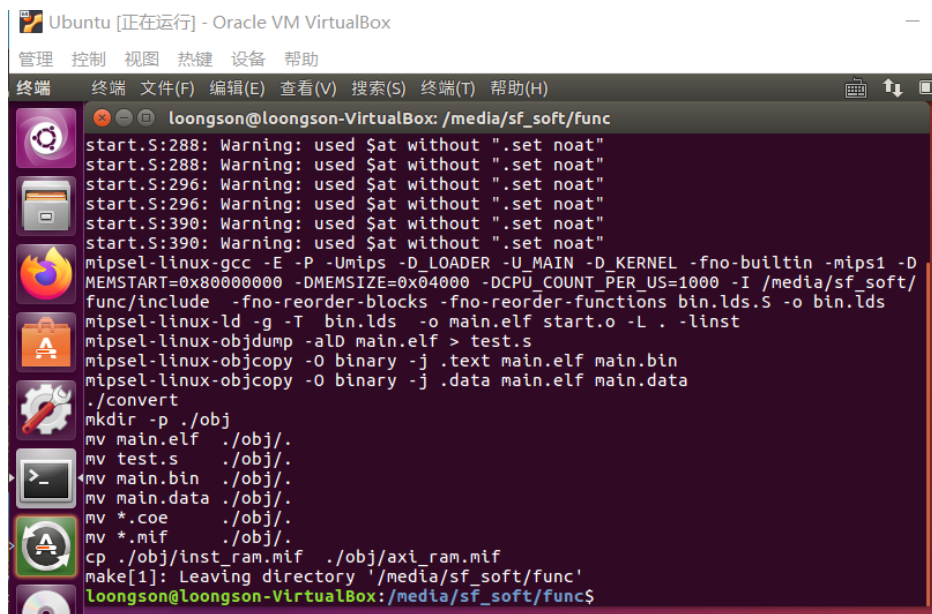 Ubuntu [正在运行] - Oracle VM VirtualBox
管理 控制 视图 热键 设备 帮助
终端 终端 文件(F) 编辑(E) 查看(V) 搜索(S) 终端(T) 帮助(H)
loongson@loongson-VirtualBox: /media/sf_soft/func
start.S:288: Warning: used $at without ".set noat"
start.S:288: Warning: used $at without ".set noat"
start.S:296: Warning: used $at without ".set noat"
start.S:296: Warning: used $at without ".set noat"
start.S:390: Warning: used $at without ".set noat"
start.S:390: Warning: used $at without ".set noat"
mipsel-linux-gcc -E -P -Umips -D_LOADER -U_MAIN -D_KERNEL -fno-builtin -mips1 -D
MEMSTART=0x80000000 -DMEMSIZE=0x04000 -DCPU_COUNT_PER_US=1000 -I /media/sf_soft/
func/include  -fno-reorder-blocks -fno-reorder-functions bin.lds.S -o bin.lds
mipsel-linux-ld -g -T  bin.lds  -o main.elf start.o -L . -linst
mipsel-linux-objdump -alD main.elf > test.s
mipsel-linux-objcopy -O binary -j .text main.elf main.bin
mipsel-linux-objcopy -O binary -j .data main.elf main.data
./convert
mkdir -p ./obj
mv main.elf  ./obj/.
mv test.s    ./obj/.
mv main.bin  ./obj/.
mv main.data ./obj/.
mv *.coe     ./obj/.
mv *.mif     ./obj/.
cp ./obj/inst_ram.mif  ./obj/axi_ram.mif
make[1]: Leaving directory '/media/sf_soft/func'
loongson@loongson-VirtualBox:/media/sf_soft/func$